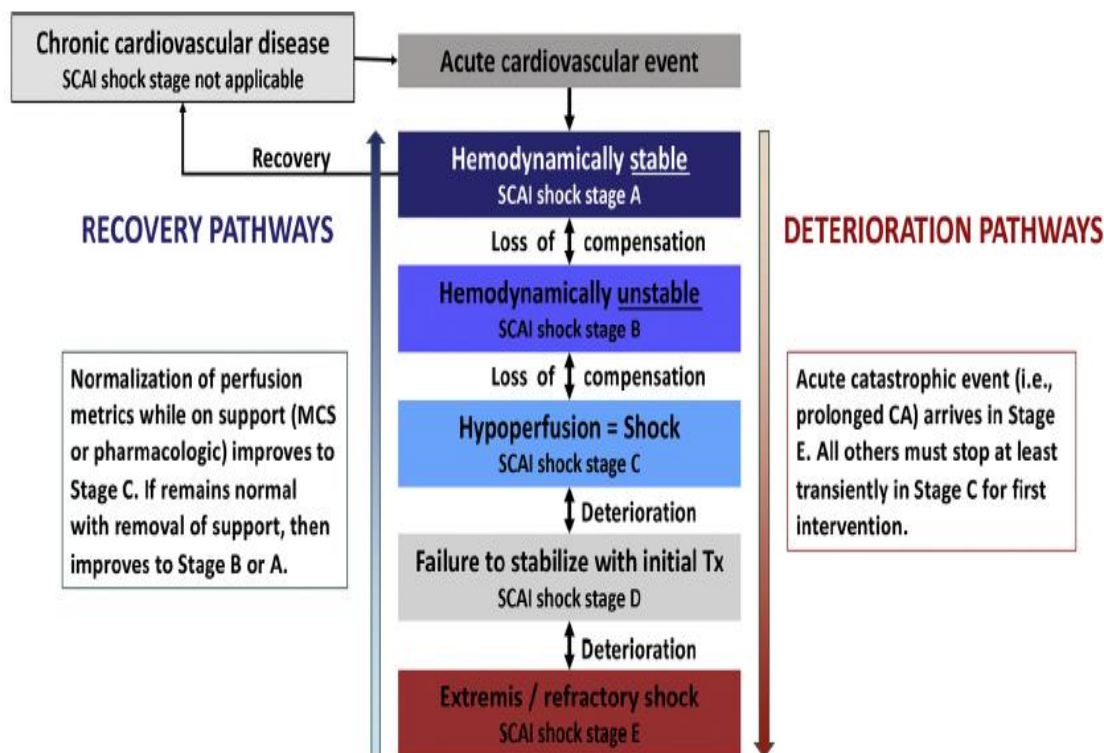 Chronic cardiovascular disease
SCAI shock stage not applicable
Acute cardiovascular event
Recovery
Hemodynamically stable
SCAI shock stage A
RECOVERY PATHWAYS
DETERIORATION PATHWAYS
Loss of compensation
Hemodynamically unstable
SCAI shock stage B
Loss of compensation
Normalization of perfusion
metrics while on support (MCS
or pharmacologic) improves to
Stage C. If remains normal
with removal of support, then
improves to Stage B or A.
Hypoperfusion = Shock
SCAI shock stage C
Acute catastrophic event (i.e.,
prolonged CA) arrives in Stage
E. All others must stop at least
transiently in Stage C for first
intervention.
Deterioration
Failure to stabilize with initial Tx
SCAI shock stage D
Deterioration
Extremis / refractory shock
SCAI shock stage E